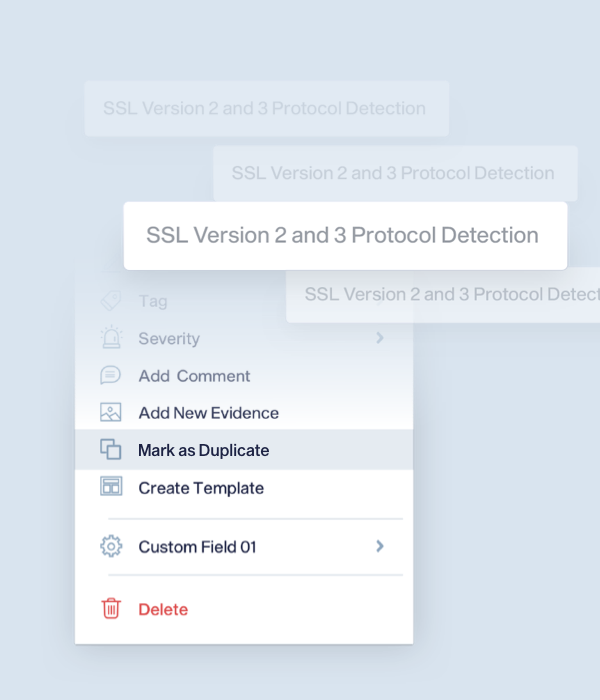 SSL Version 2 and 3 Protocol Detection
SSL Version 2 and 3 Protocol Detection
SSL Version 2 and 3 Protocol Detection
SSL Version 2 and 3 Protocol Detect
Tag
Severity
Add Comment
Add New Evidence
Mark as Duplicate
Create Template
Custom Field 01
Delete